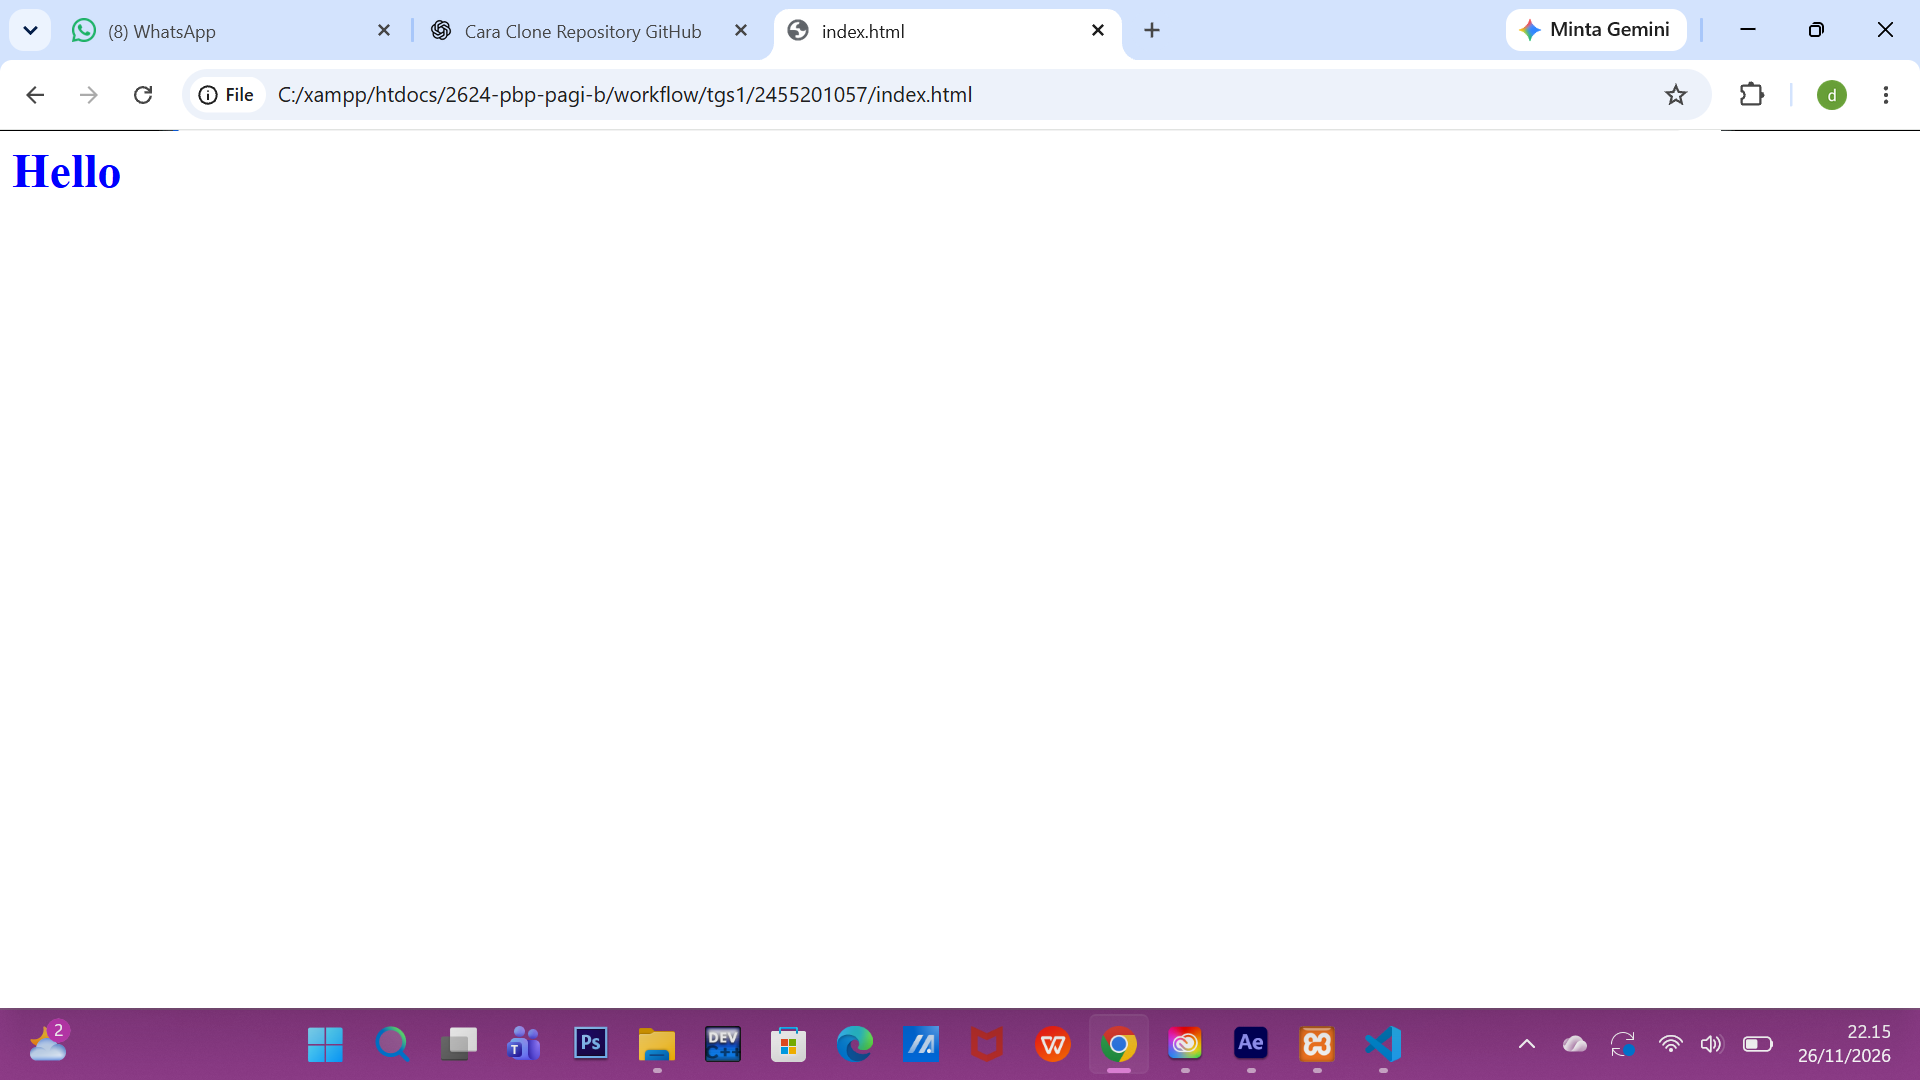 (8) WhatsApp
Cara Clone Repository GitHub
index.html
Minta Gemini
File
C:/xampp/htdocs/2624-pbp-pagi-b/workflow/tgs1/2455201057/index.html
d
Hello
2
T
Ps
DEV
C++
W
Ae
22.15
26/11/2026